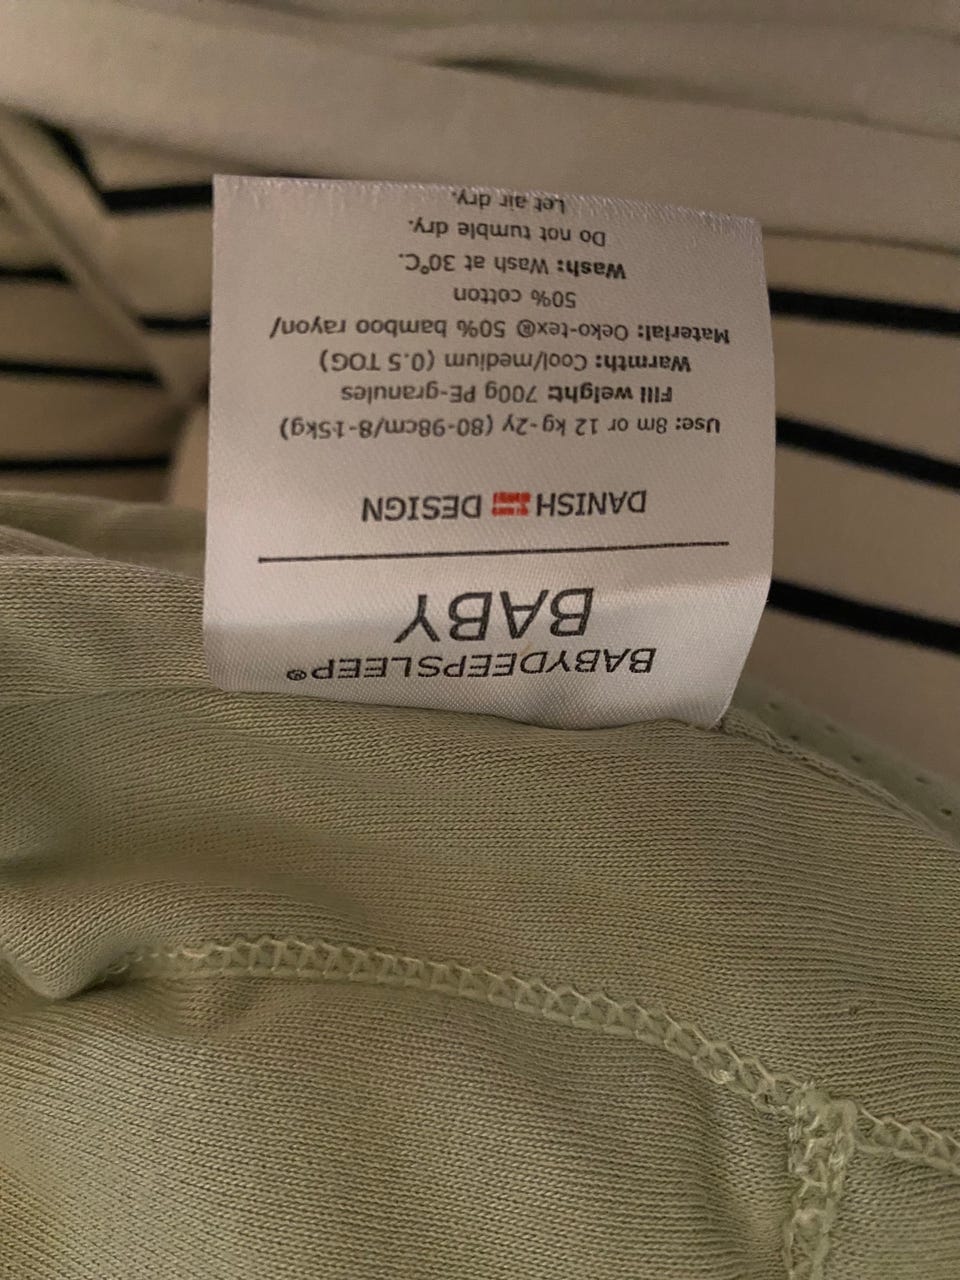 BABYDEEPSLEEP®
BABY
DANISH DESIGN
Use: 8m or 12 kg-2y (80-98cm/8-15kg)
Fill weight: 700g PE-granules
Warmth: Cool/medium (0.5 TOG)
Material: Oeko-tex® 50% bamboo rayon/
50% cotton
Wash: Wash at 30°C.
Do not tumble dry.
Let air dry.